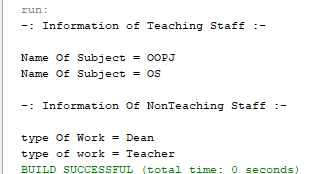 run:
-: Information of Teaching Staff :-
Name Of Subject = OOPJ
Name Of Subject = OS
-: Information Of NonTeaching Staff :-
type Of Work = Dean
type of work = Teacher
BUILD SUCCESSFUL (total time: 0 seconds)